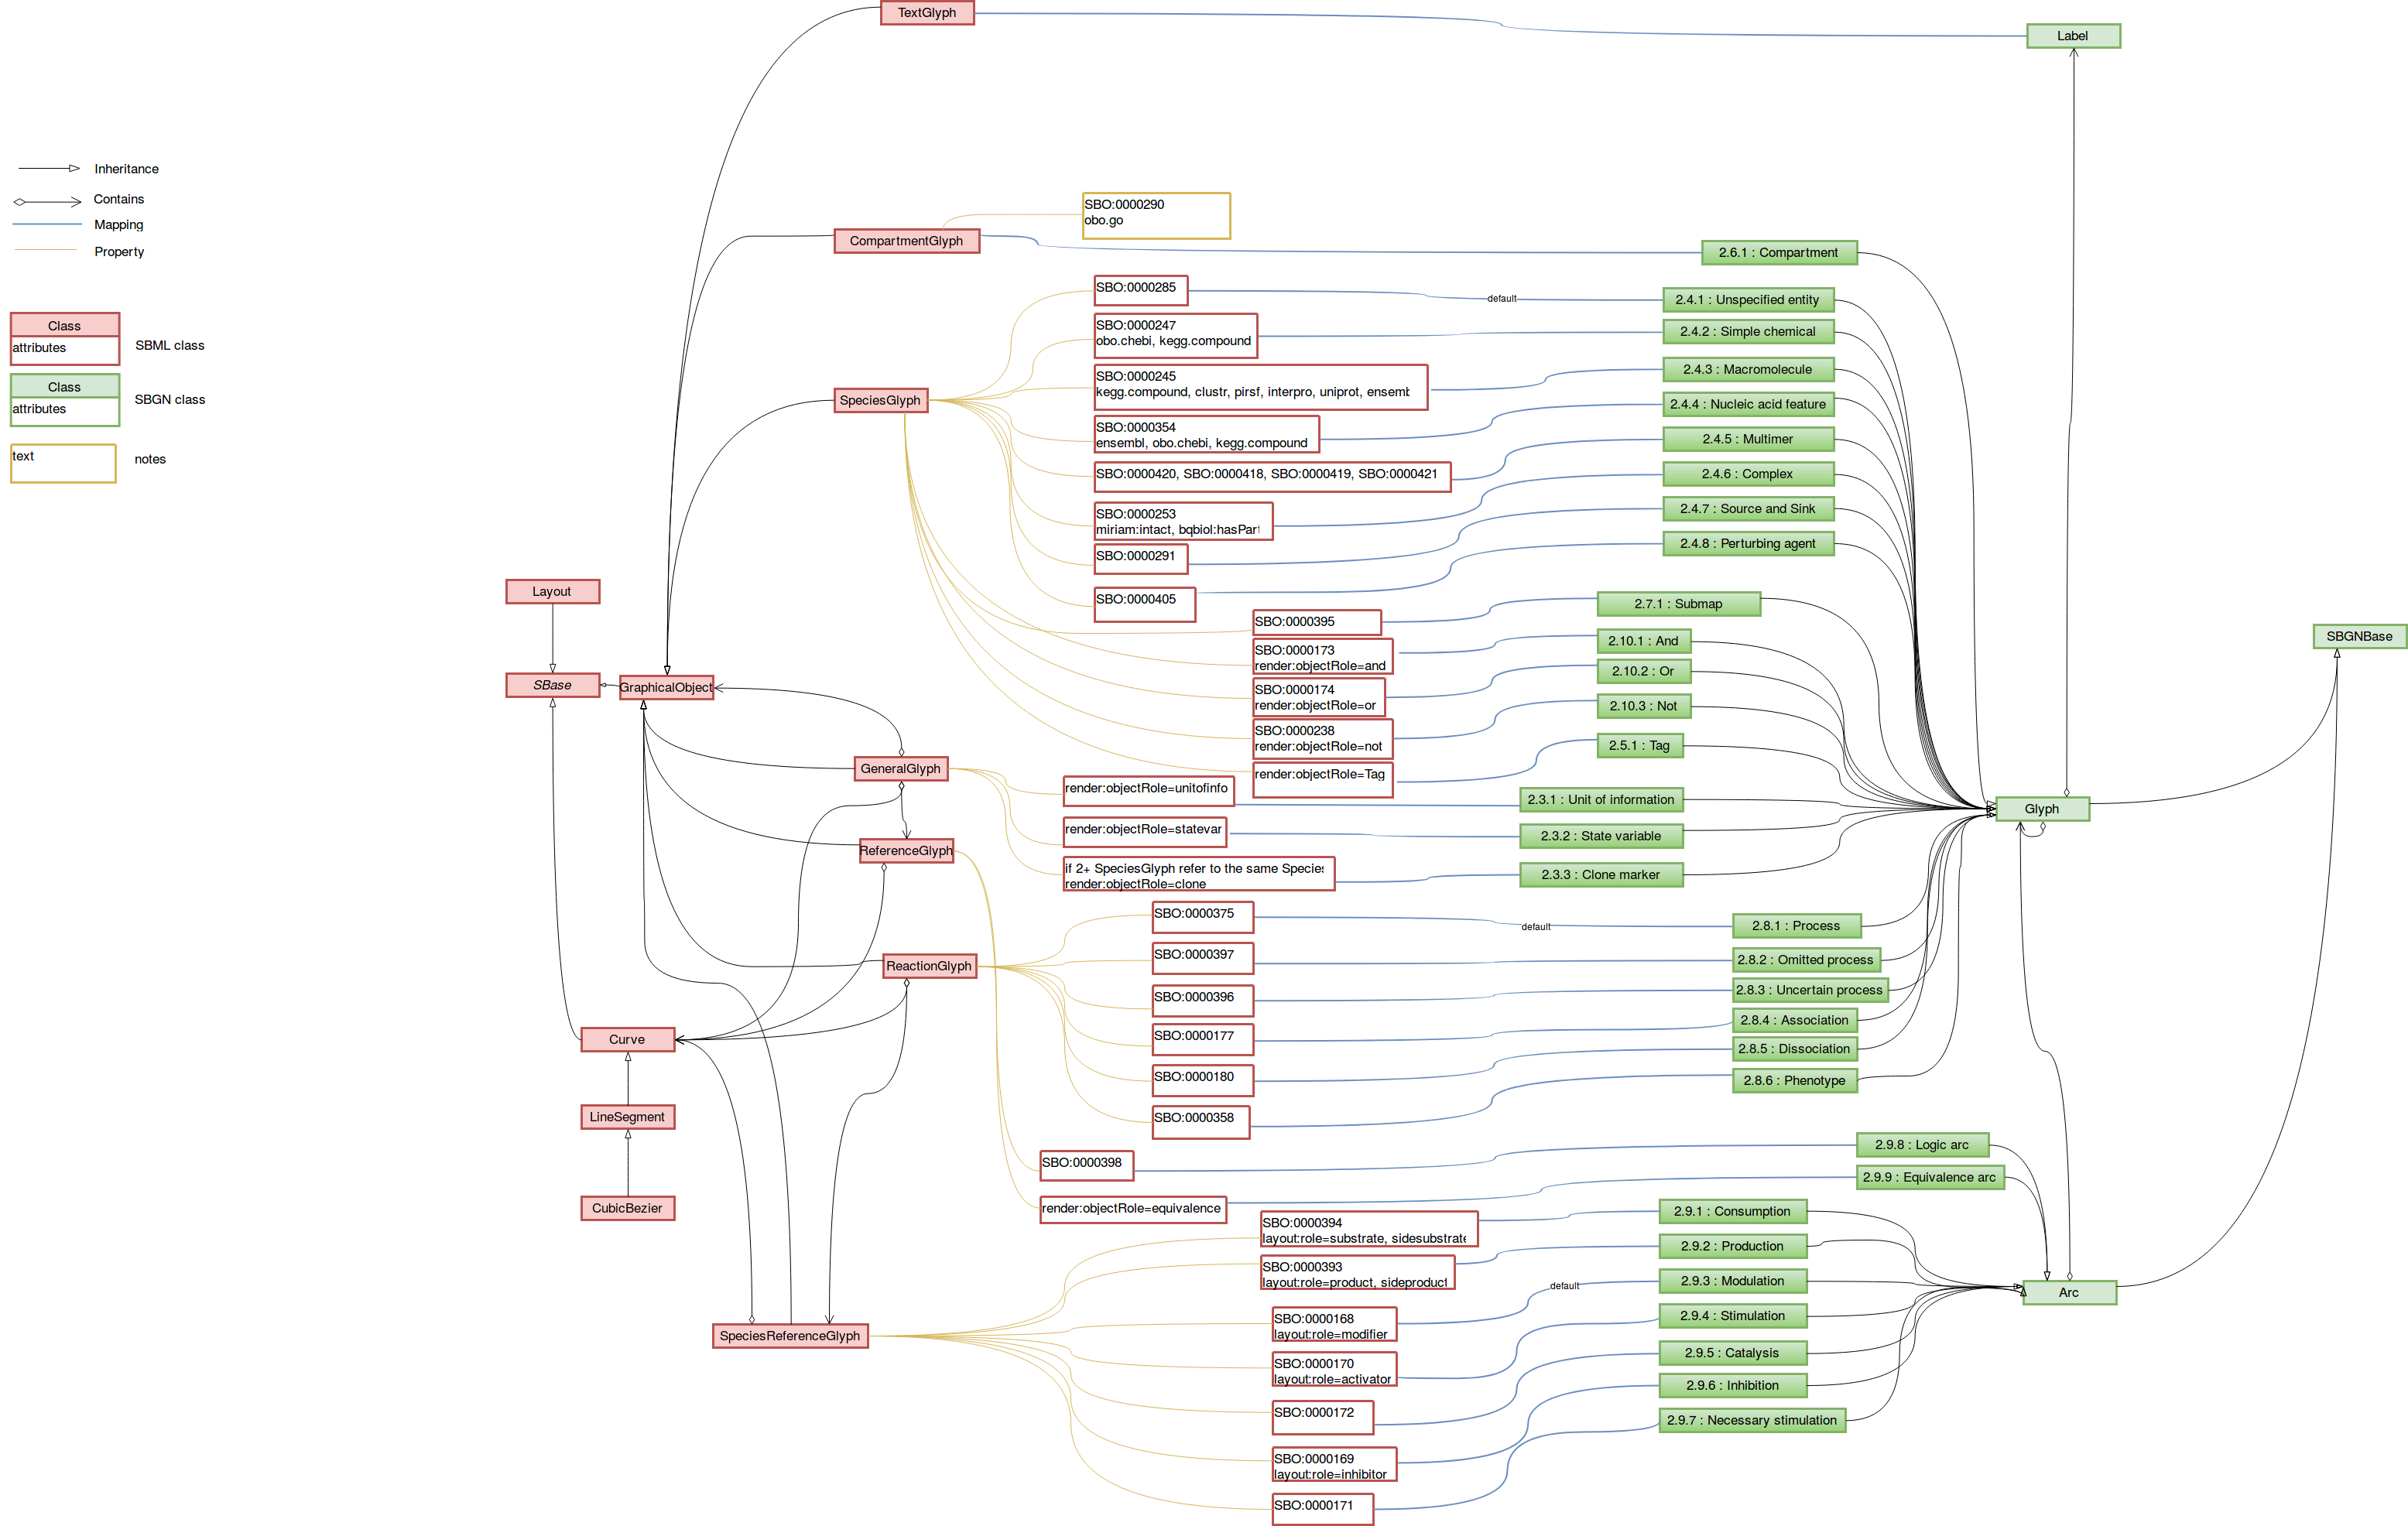 TextGlyph
Label
Inheritance
Contains
Mapping
Property
Class
attributes
SBML class
Class
attributes
SBGN class
text
notes
SBO:0000290
obo.go
CompartmentGlyph
2.6.1 : Compartment
SBO:0000285
default
2.4.1 : Unspecified entity
SBO:0000247
obo.chebi, kegg.compound
2.4.2 : Simple chemical
SBO:0000245
kegg.compound, clustr, pirsf, interpro, uniprot, ensemb
2.4.3 : Macromolecule
SpeciesGlyph
2.4.4 : Nucleic acid feature
SBO:0000354
ensembl, obo.chebi, kegg.compound
2.4.5 : Multimer
SBO:0000420, SBO:0000418, SBO:0000419, SBO:0000421
2.4.6 : Complex
SBO:0000253
miriam:intact, bqbiol:hasPart
2.4.7 : Source and Sink
SBO:0000291
2.4.8 : Perturbing agent
SBO:0000405
Layout
SBase
GraphicalObject
SBO:0000395
2.7.1 : Submap
SBO:0000173
render:objectRole=and
2.10.1 : And
SBO:0000174
render:objectRole=or
2.10.2 : Or
SBO:0000238
render:objectRole=not
2.10.3 : Not
render:objectRole=Tag
2.5.1 : Tag
SBGNBase
GeneralGlyph
render:objectRole=unitofinfo
2.3.1 : Unit of information
Glyph
render:objectRole=statevar
2.3.2 : State variable
ReferenceGlyph
if 2+ SpeciesGlyph refer to the same Species
render:objectRole=clone
2.3.3 : Clone marker
SBO:0000375
default
2.8.1 : Process
SBO:0000397
2.8.2 : Omitted process
ReactionGlyph
SBO:0000396
2.8.3 : Uncertain process
SBO:0000177
2.8.4 : Association
Curve
2.8.5 : Dissociation
SBO:0000180
2.8.6 : Phenotype
LineSegment
SBO:0000358
2.9.8 : Logic arc
SBO:0000398
2.9.9 : Equivalence arc
CubicBezier
render:objectRole=equivalence
SBO:0000394
layout:role=substrate, sidesubstrate
2.9.1 : Consumption
SBO:0000393
layout:role=product, sideproduct
2.9.2 : Production
default
2.9.3 : Modulation
Arc
SBO:0000168
layout:role=modifier
2.9.4 : Stimulation
SpeciesReferenceGlyph
SBO:0000170
layout:role=activator
2.9.5 : Catalysis
2.9.6 : Inhibition
SBO:0000172
2.9.7 : Necessary stimulation
SBO:0000169
layout:role=inhibitor
SBO:0000171